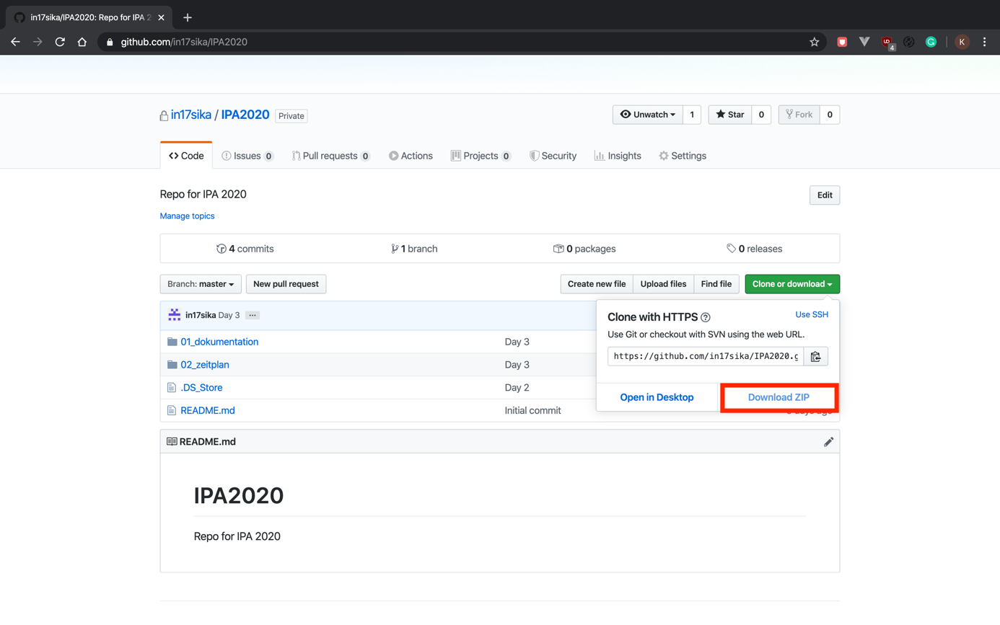 in17sika/IPA2020: Repo for IPA 2
github.com/in17sika/IPA2020
4
K
in17sika / IPA2020 Private
Unwatch 1 Star 0 Fork 0
Code Issues 0 Pull requests 0 Actions Projects 0 Security Insights Settings
Repo for IPA 2020 Edit
Manage topics
4 commits 1 branch 0 packages 0 releases
Branch: master New pull request Create new file Upload files Find file Clone or download
in17sika Day 3
01_dokumentation Day 3
02_zeitplan Day 3
.DS_Store Day 2
README.md Initial commit
Clone with HTTPS ? Use SSH
Use Git or checkout with SVN using the web URL.
https://github.com/in17sika/IPA2020.g
Open in Desktop Download ZIP
README.md
IPA2020
Repo for IPA 2020